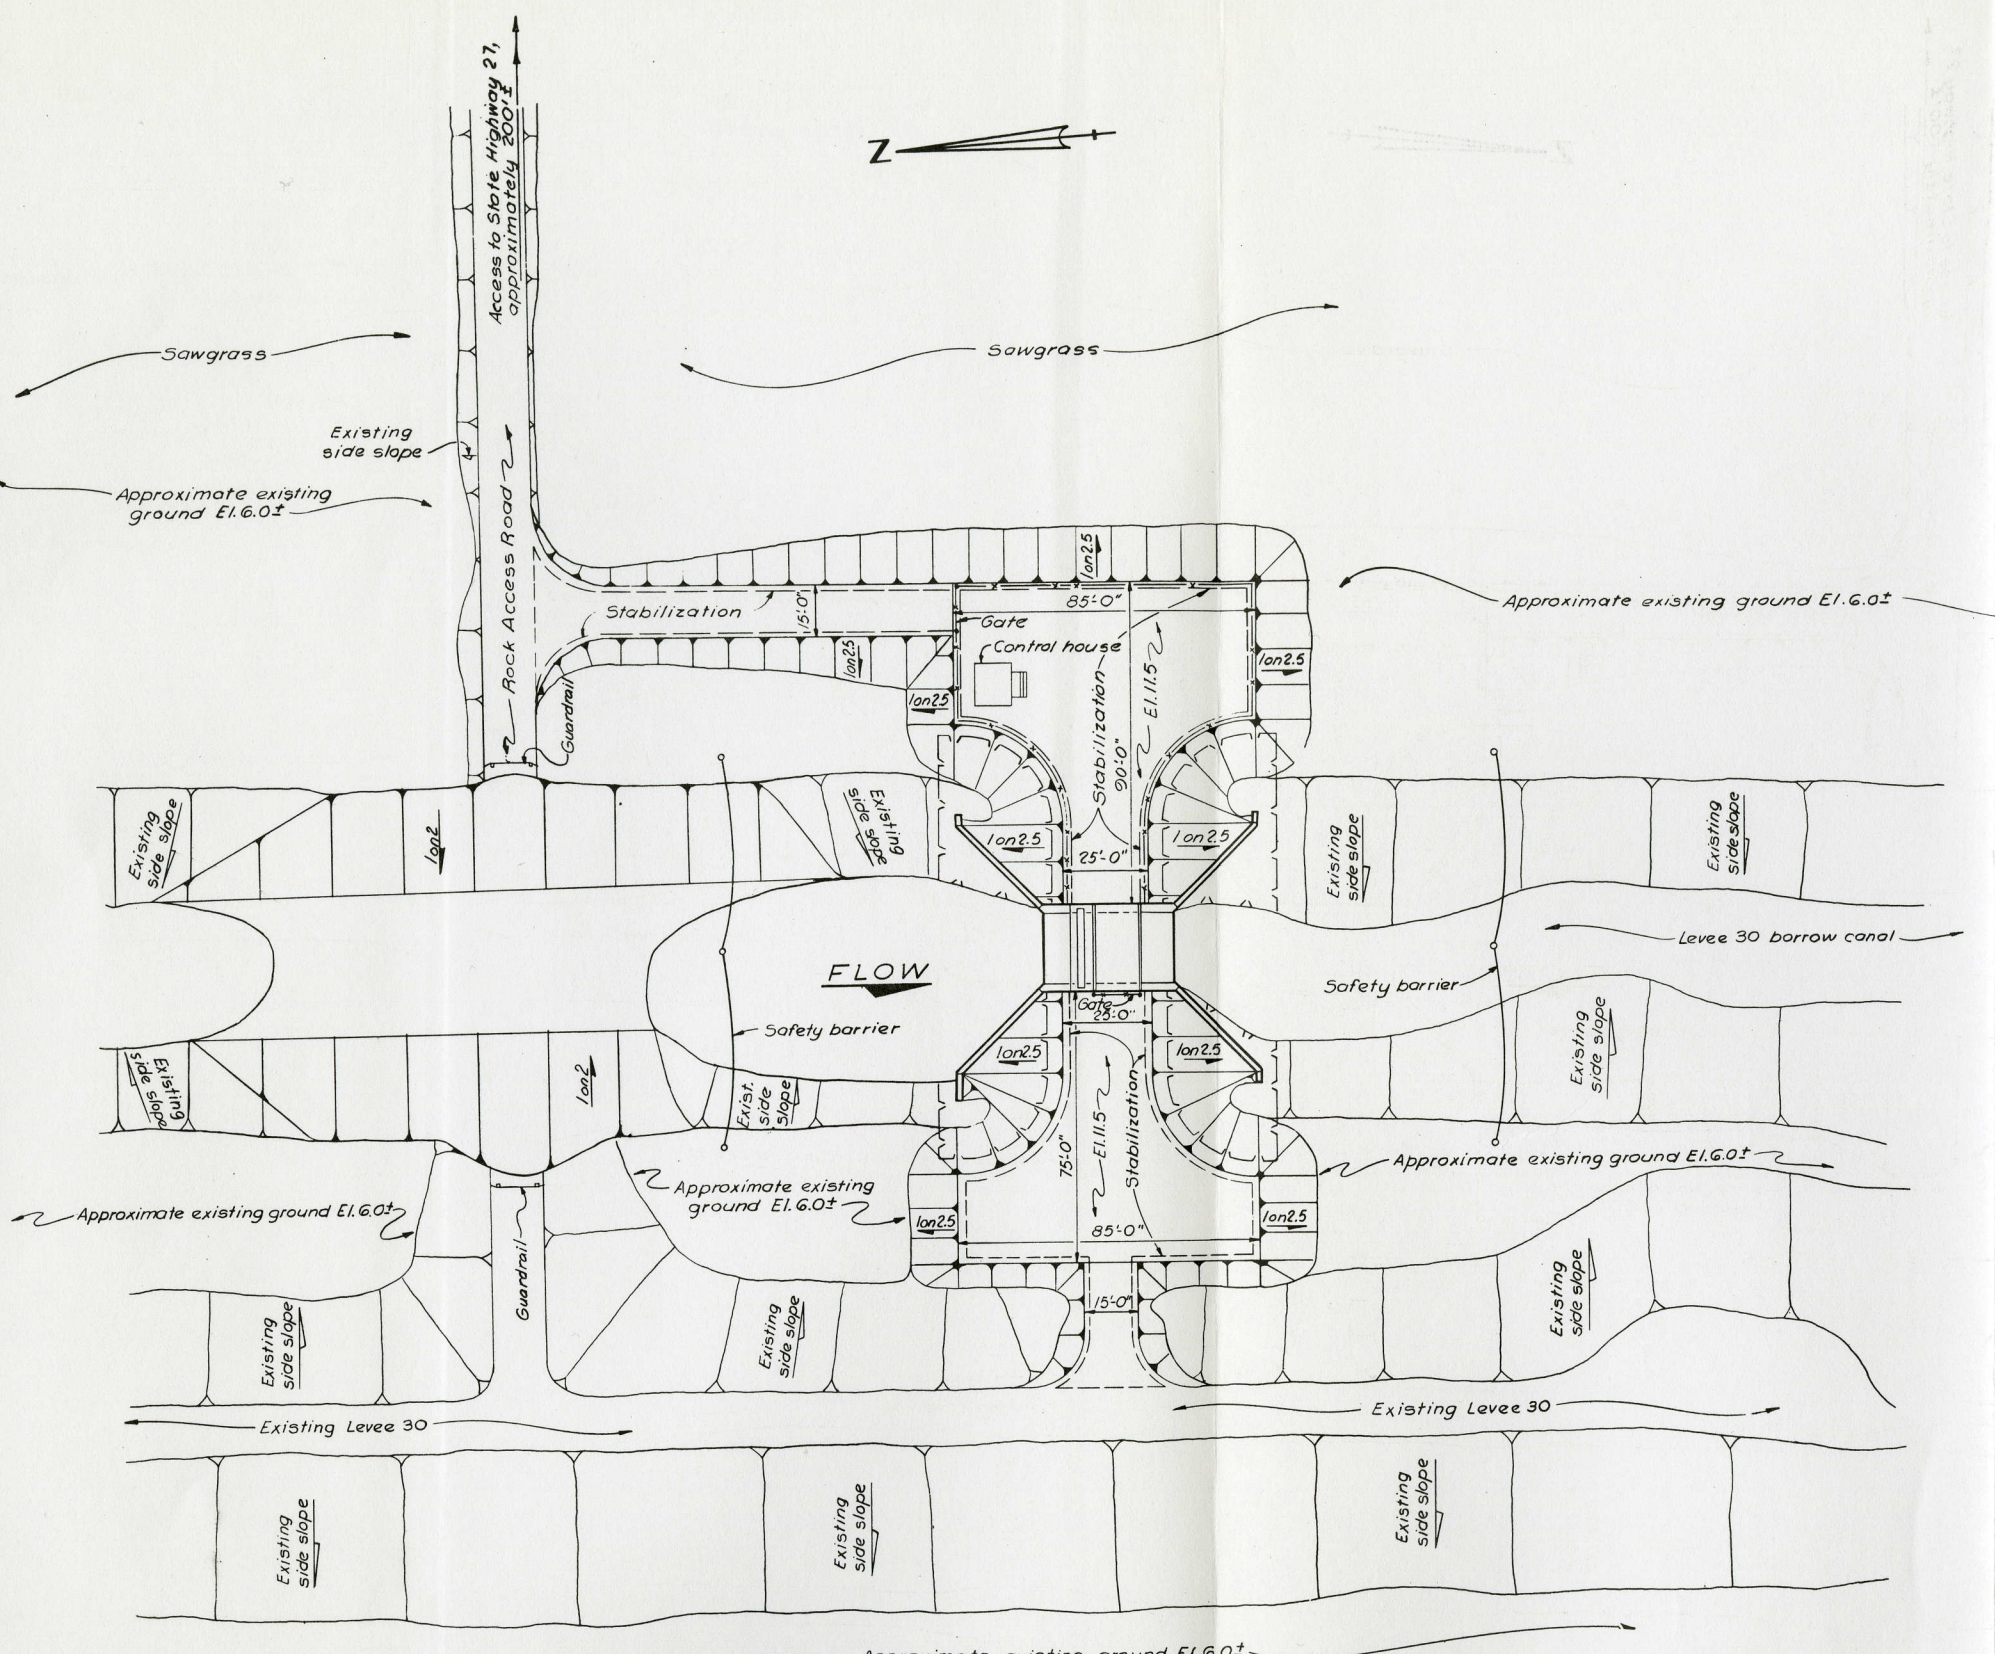 Access to State Highway 27,
approximately 200'±
N
Sawgrass
Sawgrass
Existing
side slope
Approximate existing
ground El.6.0±
Rock Access Road
1on2.5
Stabilization
15'-0"
85'-0"
Gate
Control house
Approximate existing ground El.6.0±
1on2.5
1on2.5
1on2.5
Guardrail
Stabilization
90'-0"
El.11.5
Existing
side slope
1on2
Existing
side slope
1on2.5
25'-0"
1on2.5
Existing
side slope
Existing
side slope
FLOW
Levee 30 borrow canal
Safety barrier
Safety barrier
Gate
25'-0"
1on2.5
1on2.5
Existing
side slope
Existing
side slope
1on2
Exist.
side
slope
El.11.5
75'-0"
Stabilization
Approximate existing ground El.6.0±
Approximate existing
ground El.6.0±
Approximate existing ground El.6.0±
1on2.5
85'-0"
1on2.5
Guardrail
15'-0"
Existing
side slope
Existing
side slope
Existing
side slope
Existing Levee 30
Existing Levee 30
Existing
side slope
Existing
side slope
Existing
side slope
Approximate existing ground El.6.0±